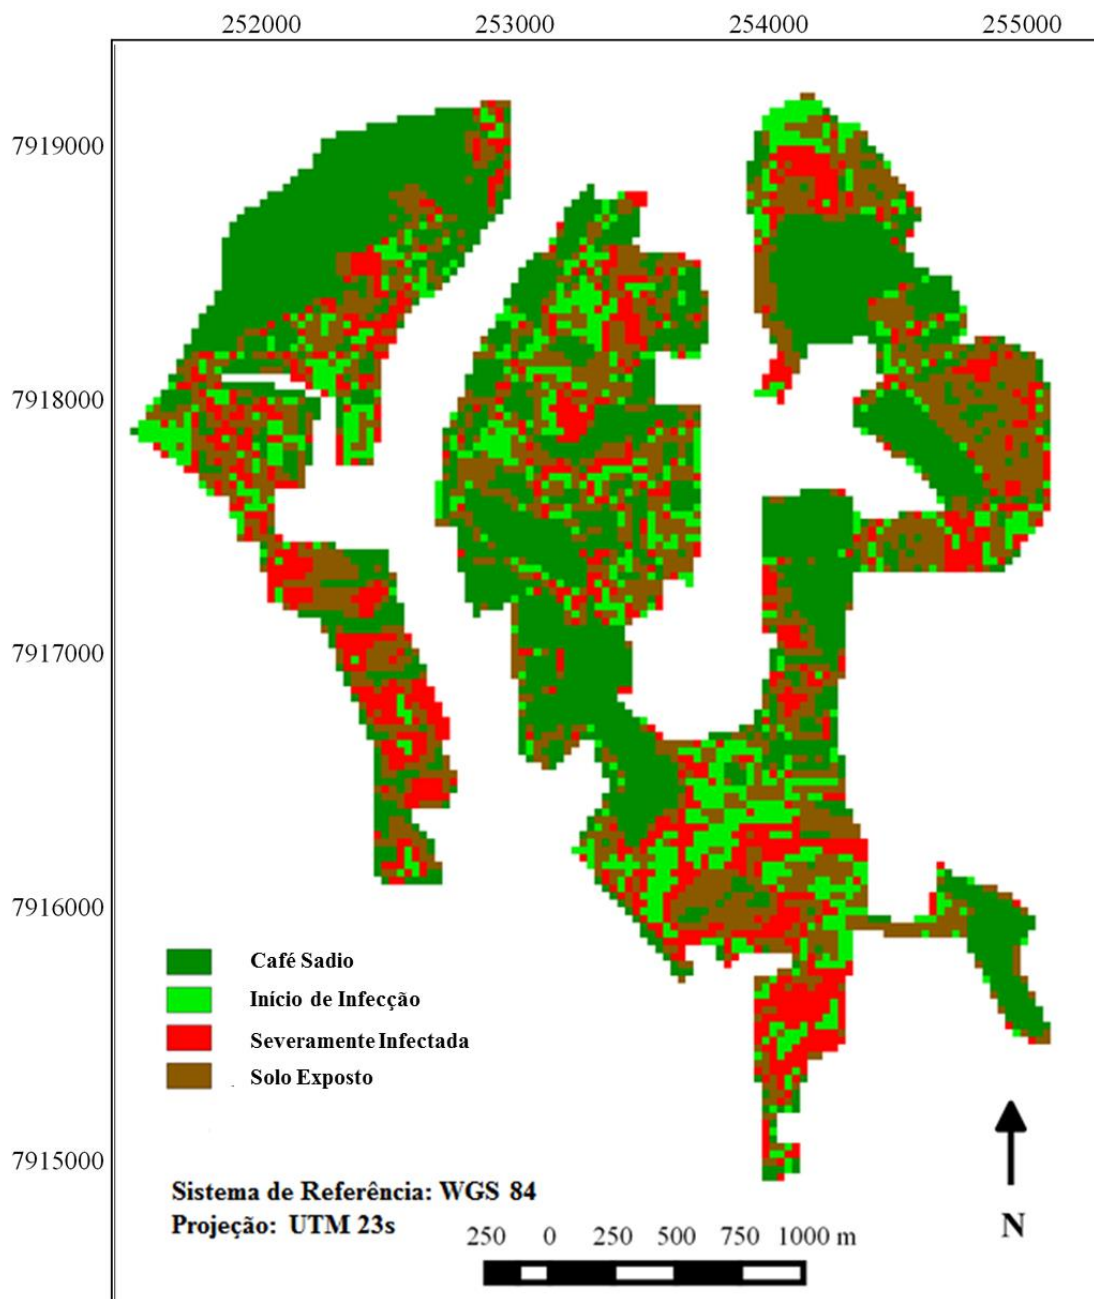 252000 253000 254000 255000
7919000
7918000
7917000
7916000
Café Sadio
Início de Infecção
Severamente Infectada
Solo Exposto
7915000
Sistema de Referência: WGS 84
Projeção: UTM 23s
250 0 250 500 750 1000 m
N